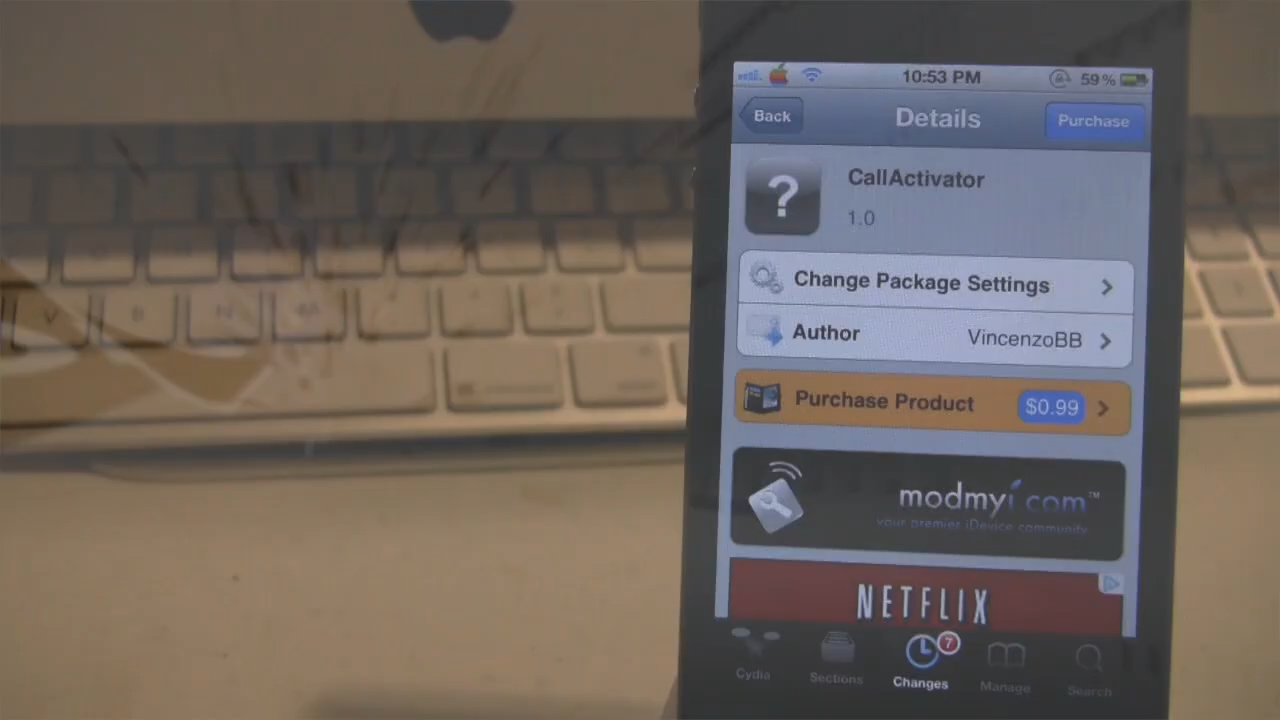 10:53 PM
59%
Back
Details
Purchase
CallActivator
1.0
Change Package Settings
Author
VincenzoBB
Purchase Product
$0.99
modmyi.com™
your premier iDevice community
NETFLIX
7
Cydia
Sections
Changes
Manage
Search
V
B